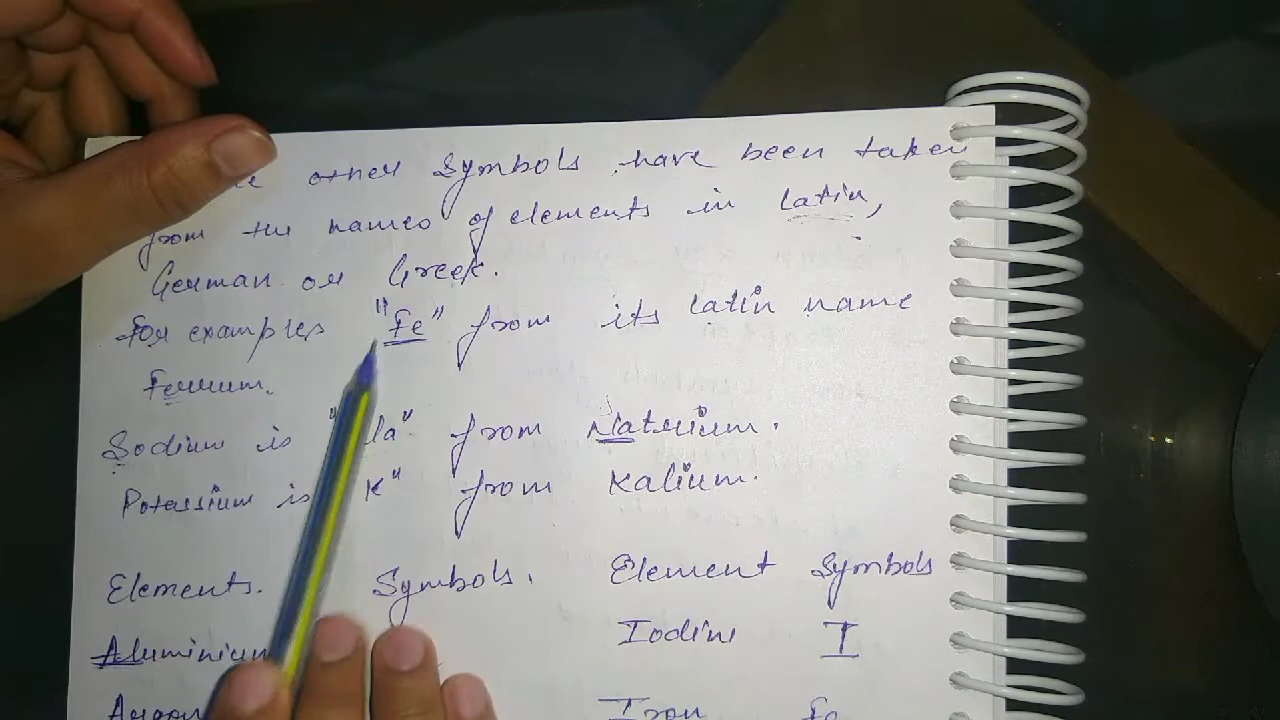 other Symbols have been taken
from the names of elements in latin,
German or Greek.
for examples "Fe" from its latin name
Ferrum.
Sodium is from Natrium.
Potassium is K" from Kalium.
Elements. Symbols. Element Symbols
Aluminium Iodine I
Argon Iron Fe